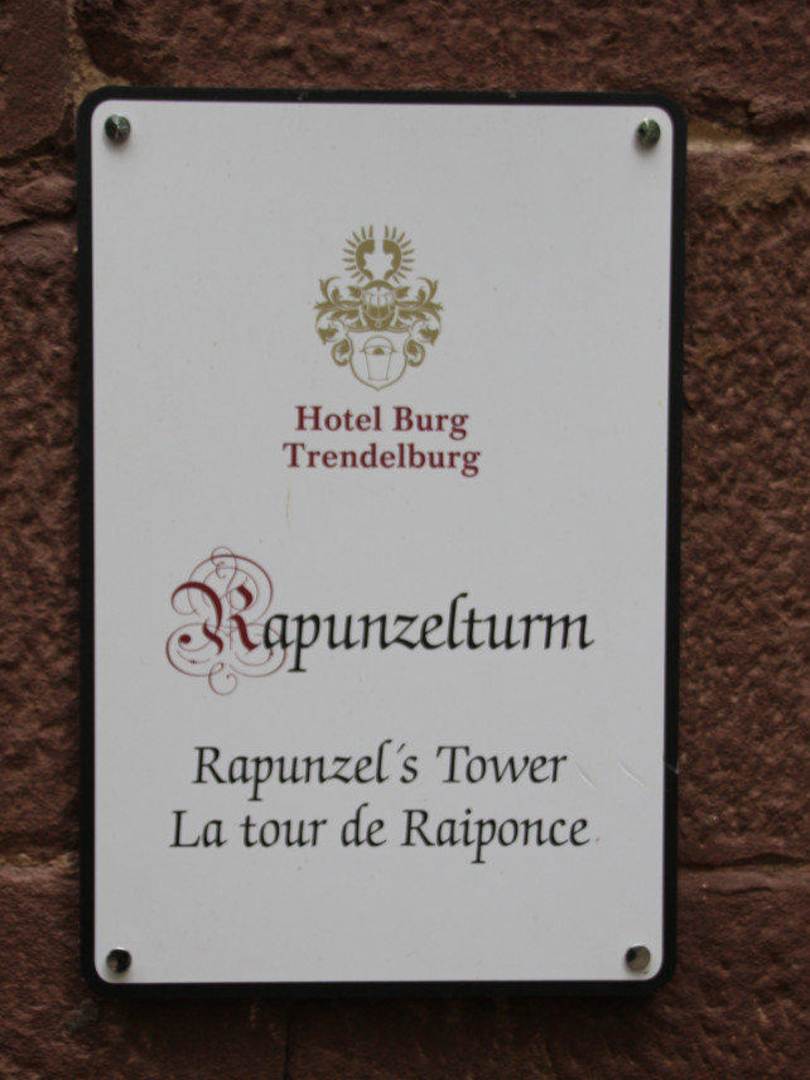 Hotel Burg
Trendelburg
Rapunzelturm
Rapunzel´s Tower
La tour de Raiponce